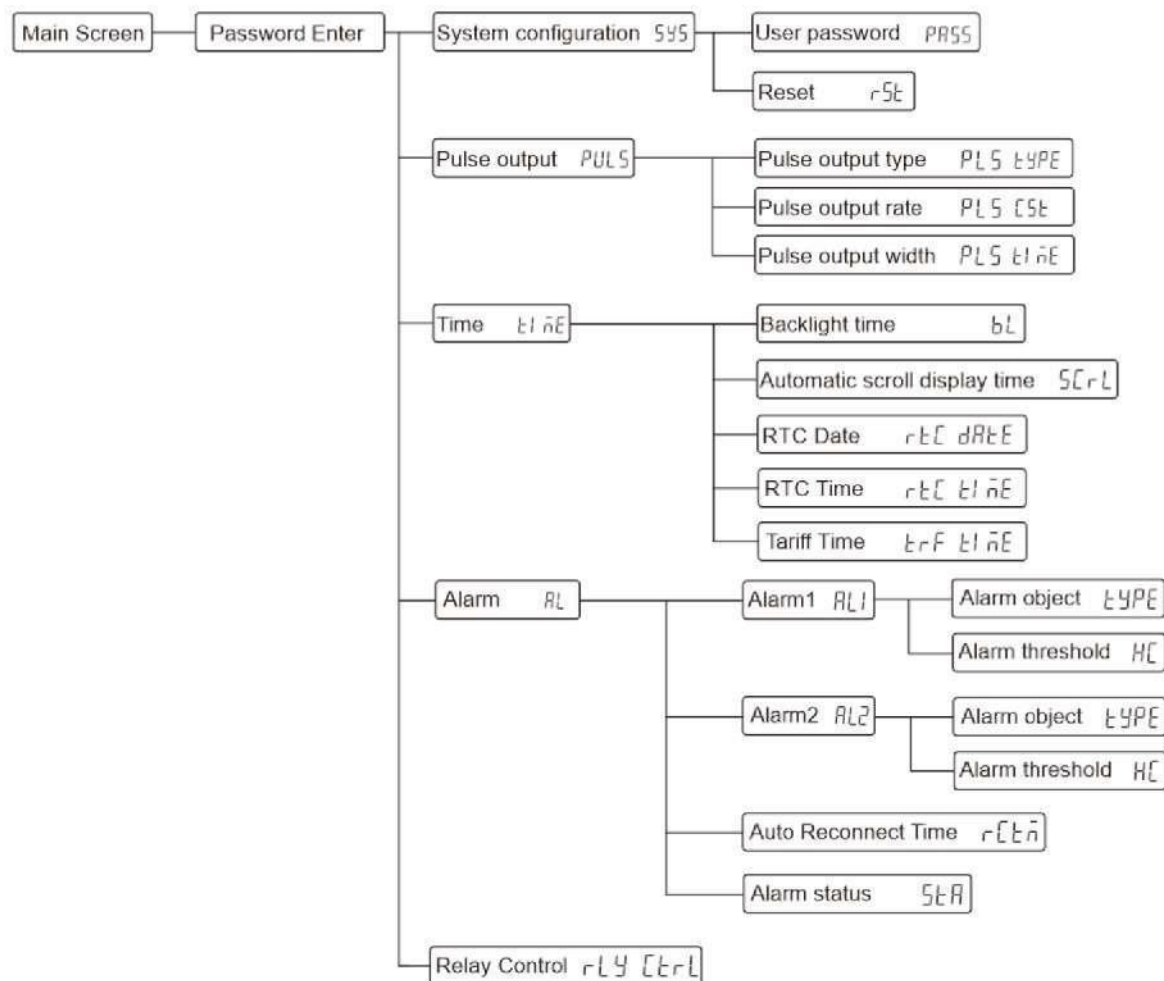 Main Screen
Password Enter
System configuration SYS
User password PASS
Reset rSt
Pulse output PULS
Pulse output type PLS tYPE
Pulse output rate PLS CSt
Pulse output width PLS tImE
Time tImE
Backlight time bL
Automatic scroll display time SCrL
RTC Date rtC dAtE
RTC Time rtC tImE
Tariff Time trF tImE
Alarm AL
Alarm1 AL1
Alarm object tYPE
Alarm threshold HC
Alarm2 AL2
Alarm object tYPE
Alarm threshold HC
Auto Reconnect Time rCtm
Alarm status StA
Relay Control rLY CtrL